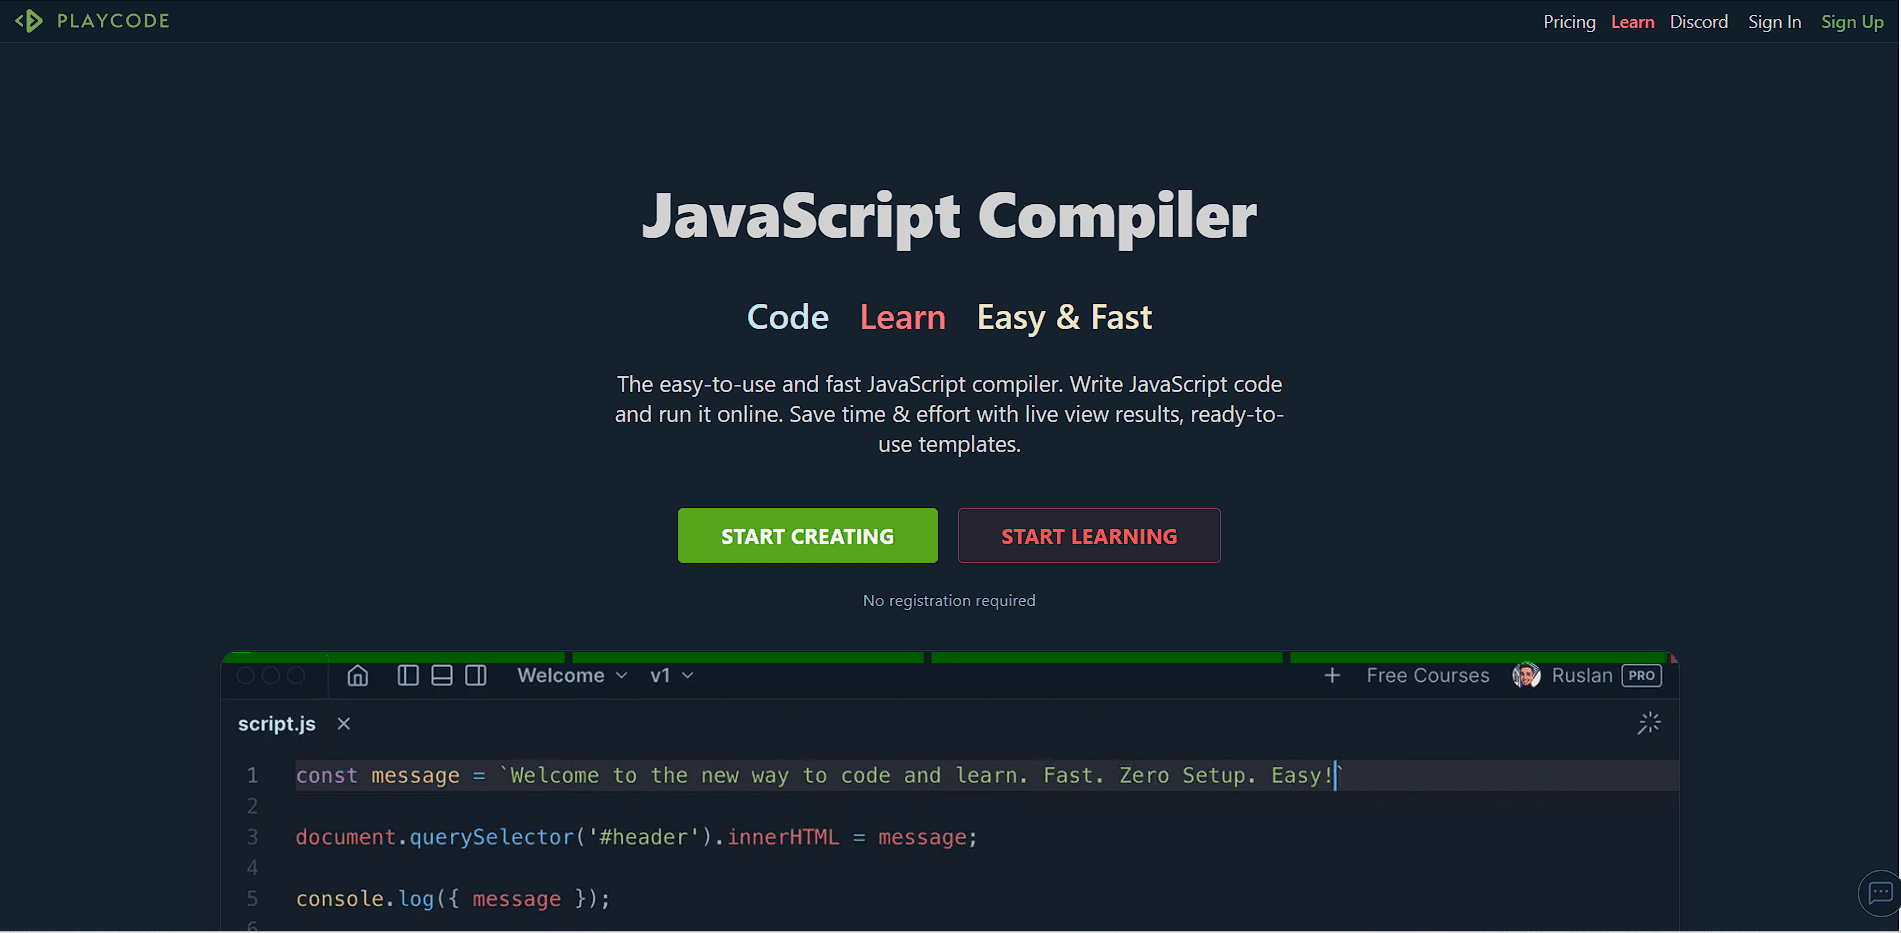 PLAYCODE
Pricing Learn Discord Sign In Sign Up
JavaScript Compiler
Code Learn Easy & Fast
The easy-to-use and fast JavaScript compiler. Write JavaScript code
and run it online. Save time & effort with live view results, ready-to-
use templates.
START CREATING START LEARNING
No registration required
Welcome v1 + Free Courses Ruslan PRO
script.js
1 const message = `Welcome to the new way to code and learn. Fast. Zero Setup. Easy!`
2
3 document.querySelector('#header').innerHTML = message;
4
5 console.log({ message });
6